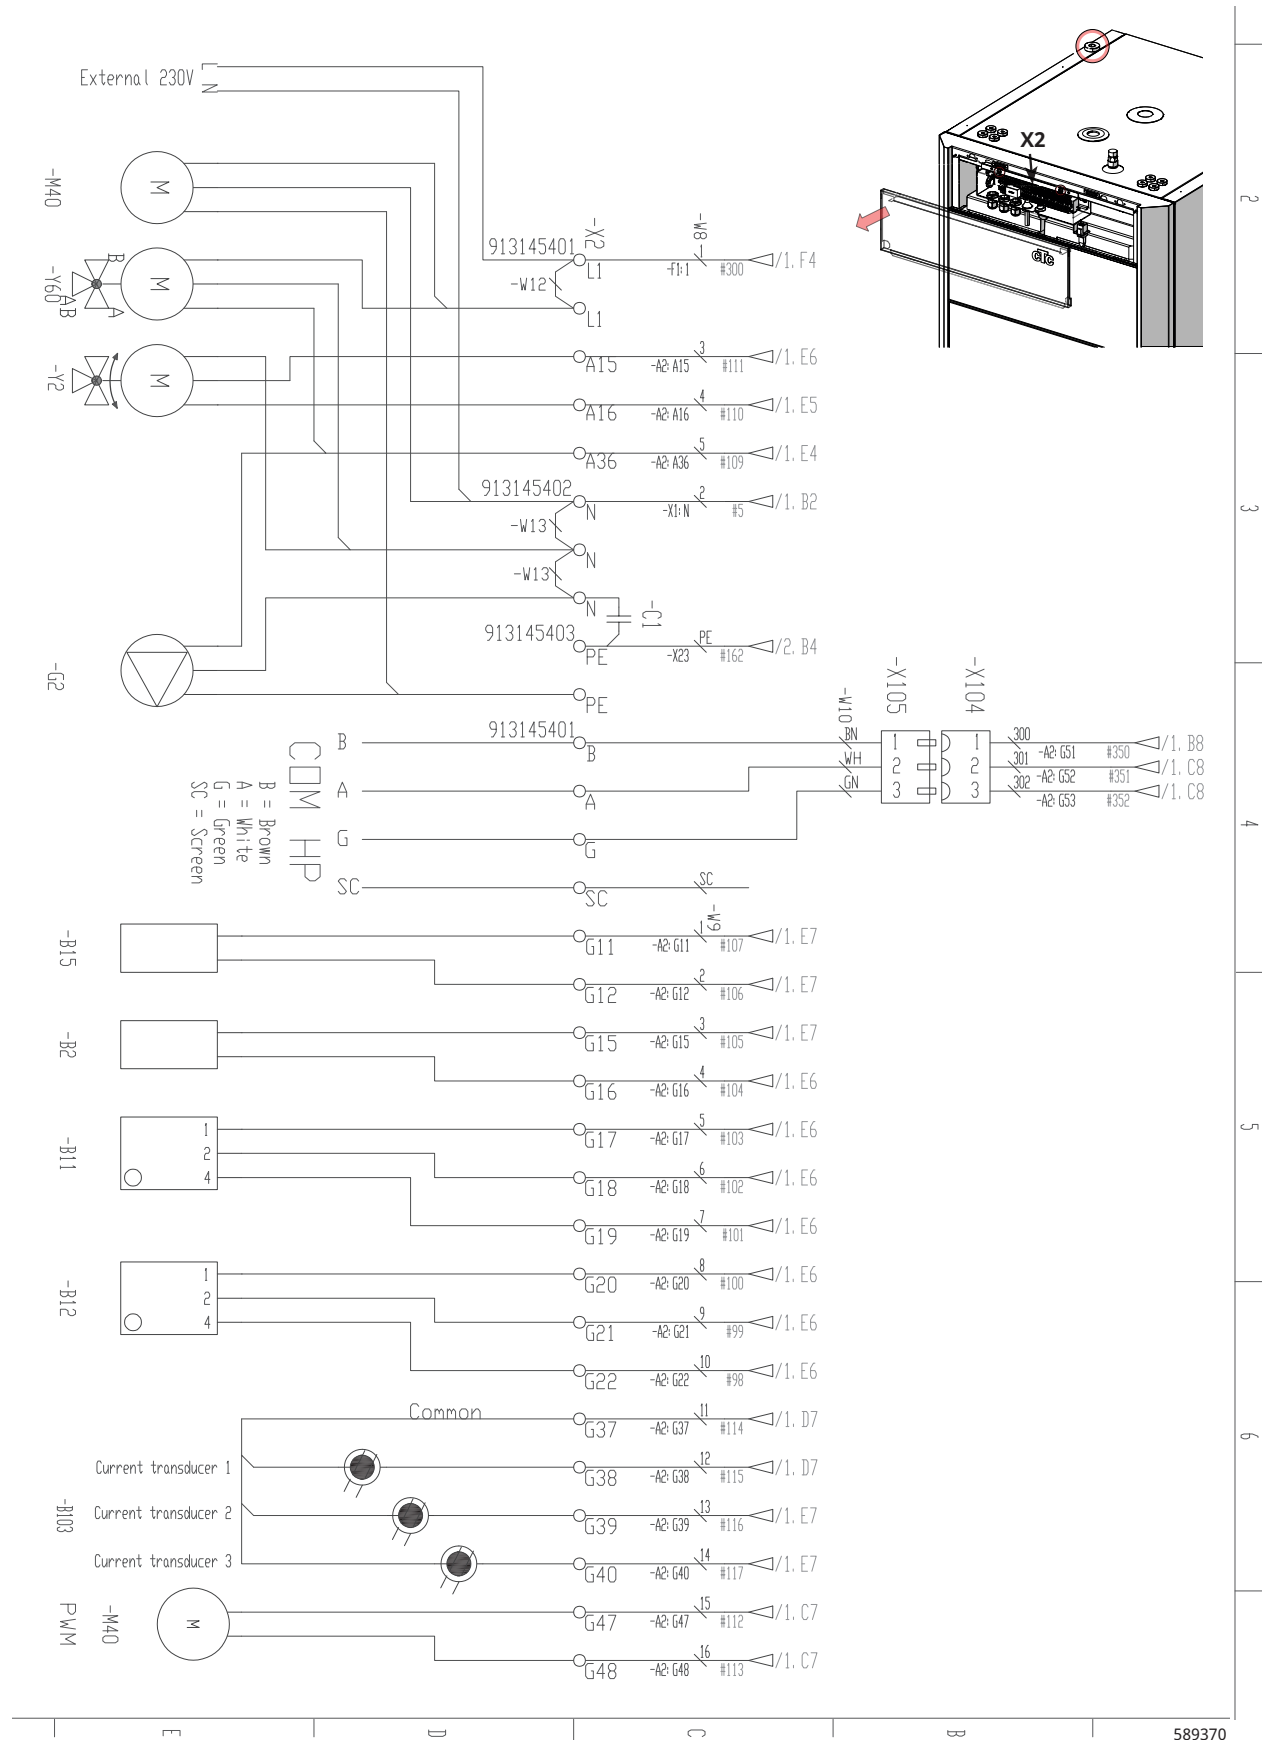 External 230V L
N
X2
cTc
2
-M40
M
-X2
-W8
913145401
L1
-F1:1
1
#300
/1.F4
-W12
L1
-Y60
B
AB
A
M
-Y2
M
A15
-A2:A15
3
#111
/1.E6
A16
-A2:A16
4
#110
/1.E5
A36
-A2:A36
5
#109
/1.E4
913145402
N
-X1:N
2
#5
/1.B2
3
-W13
N
-W13
N
-C1
913145403
PE
-X23
PE
#162
/2.B4
-G2
PE
-X105
-X104
-W10
913145401
B
B
BN
1
1
300
-A2:G51
#350
/1.B8
WH
2
2
301
-A2:G52
#351
/1.C8
A
A
GN
3
3
302
-A2:G53
#352
/1.C8
COM HP
B = Brown
A = White
G = Green
SC = Screen
G
G
4
SC
SC
SC
-W9
-B15
G11
-A2:G11
1
#107
/1.E7
G12
-A2:G12
2
#106
/1.E7
-B2
G15
-A2:G15
3
#105
/1.E7
G16
-A2:G16
4
#104
/1.E6
-B11
1
2
4
G17
-A2:G17
5
#103
/1.E6
5
G18
-A2:G18
6
#102
/1.E6
G19
-A2:G19
7
#101
/1.E6
-B12
1
2
4
G20
-A2:G20
8
#100
/1.E6
G21
-A2:G21
9
#99
/1.E6
G22
-A2:G22
10
#98
/1.E6
Common
G37
-A2:G37
11
#114
/1.D7
6
Current transducer 1
G38
-A2:G38
12
#115
/1.D7
-B103
Current transducer 2
G39
-A2:G39
13
#116
/1.E7
Current transducer 3
G40
-A2:G40
14
#117
/1.E7
PWM
-M40
M
G47
-A2:G47
15
#112
/1.C7
G48
-A2:G48
16
#113
/1.C7
E
D
C
B
589370